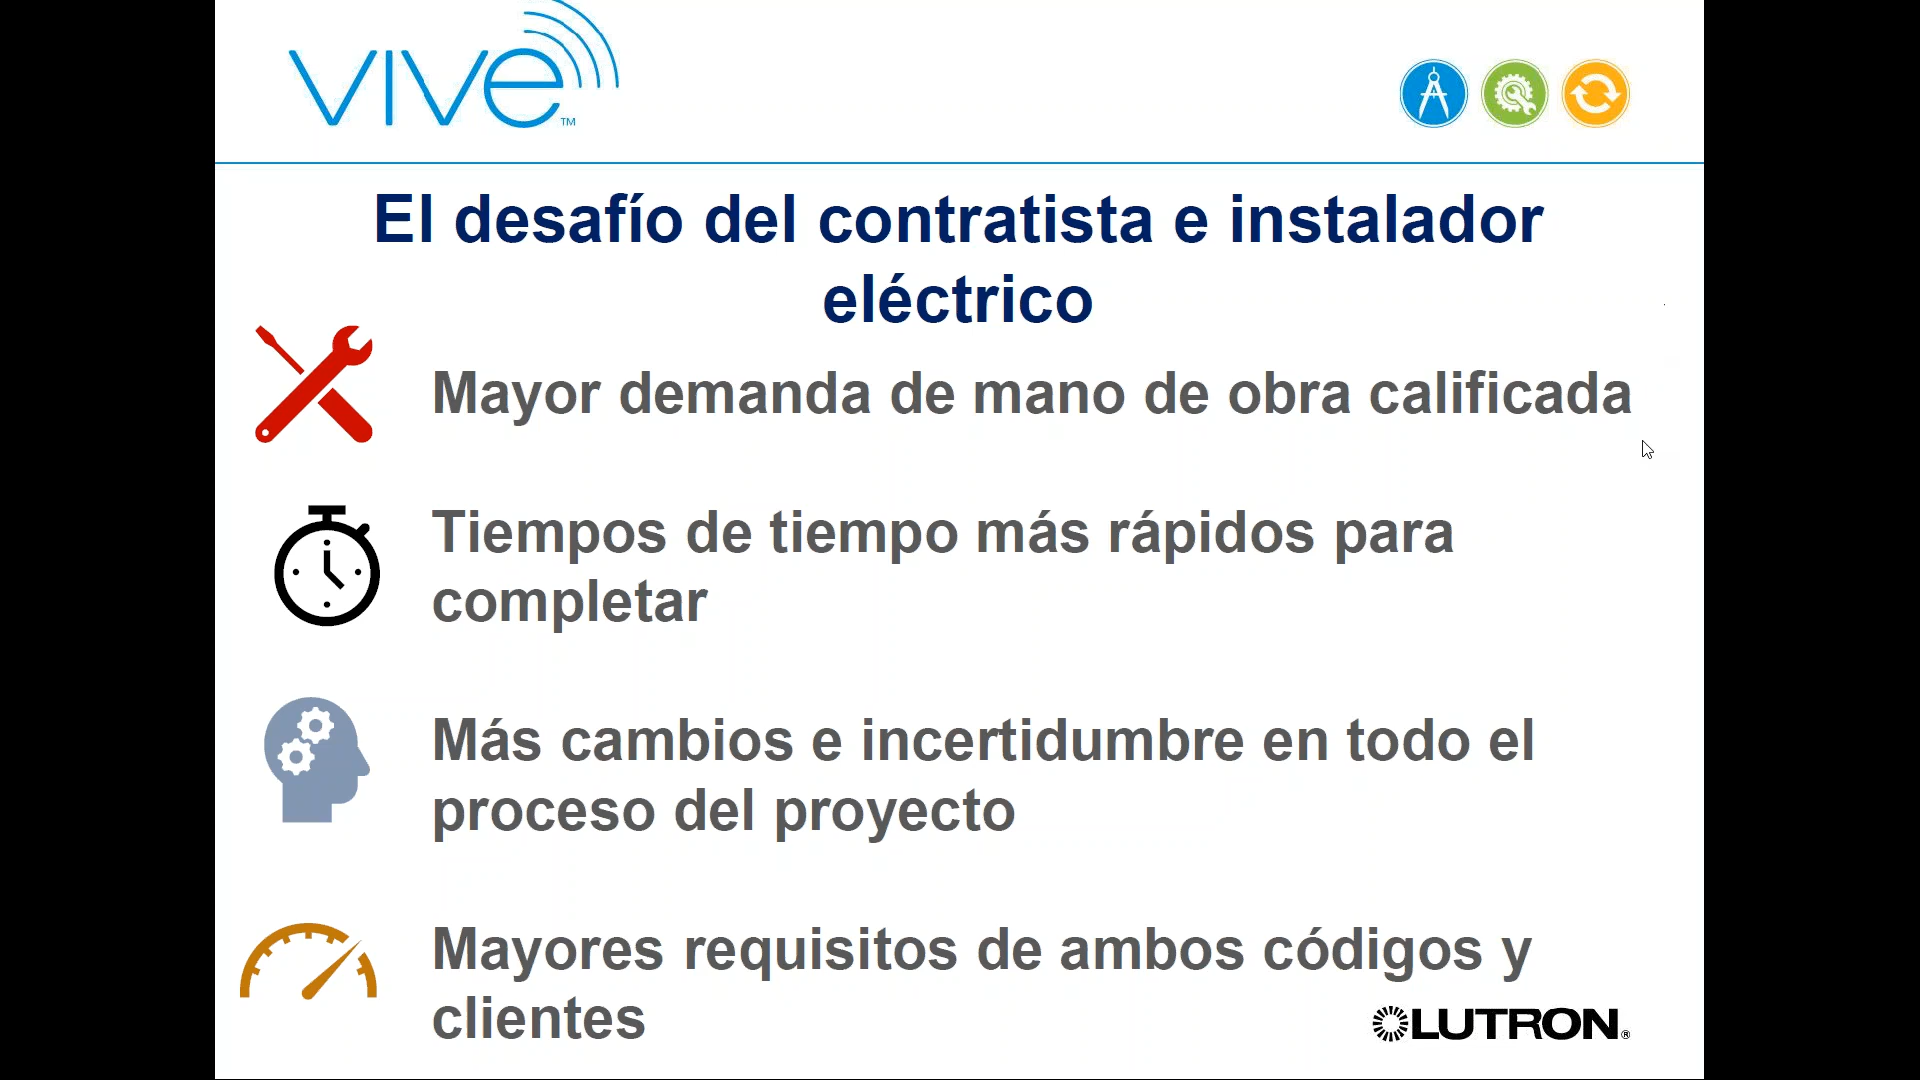 vive™
El desafío del contratista e instalador
eléctrico
Mayor demanda de mano de obra calificada
Tiempos de tiempo más rápidos para
completar
Más cambios e incertidumbre en todo el
proceso del proyecto
Mayores requisitos de ambos códigos y
clientes
LUTRON®